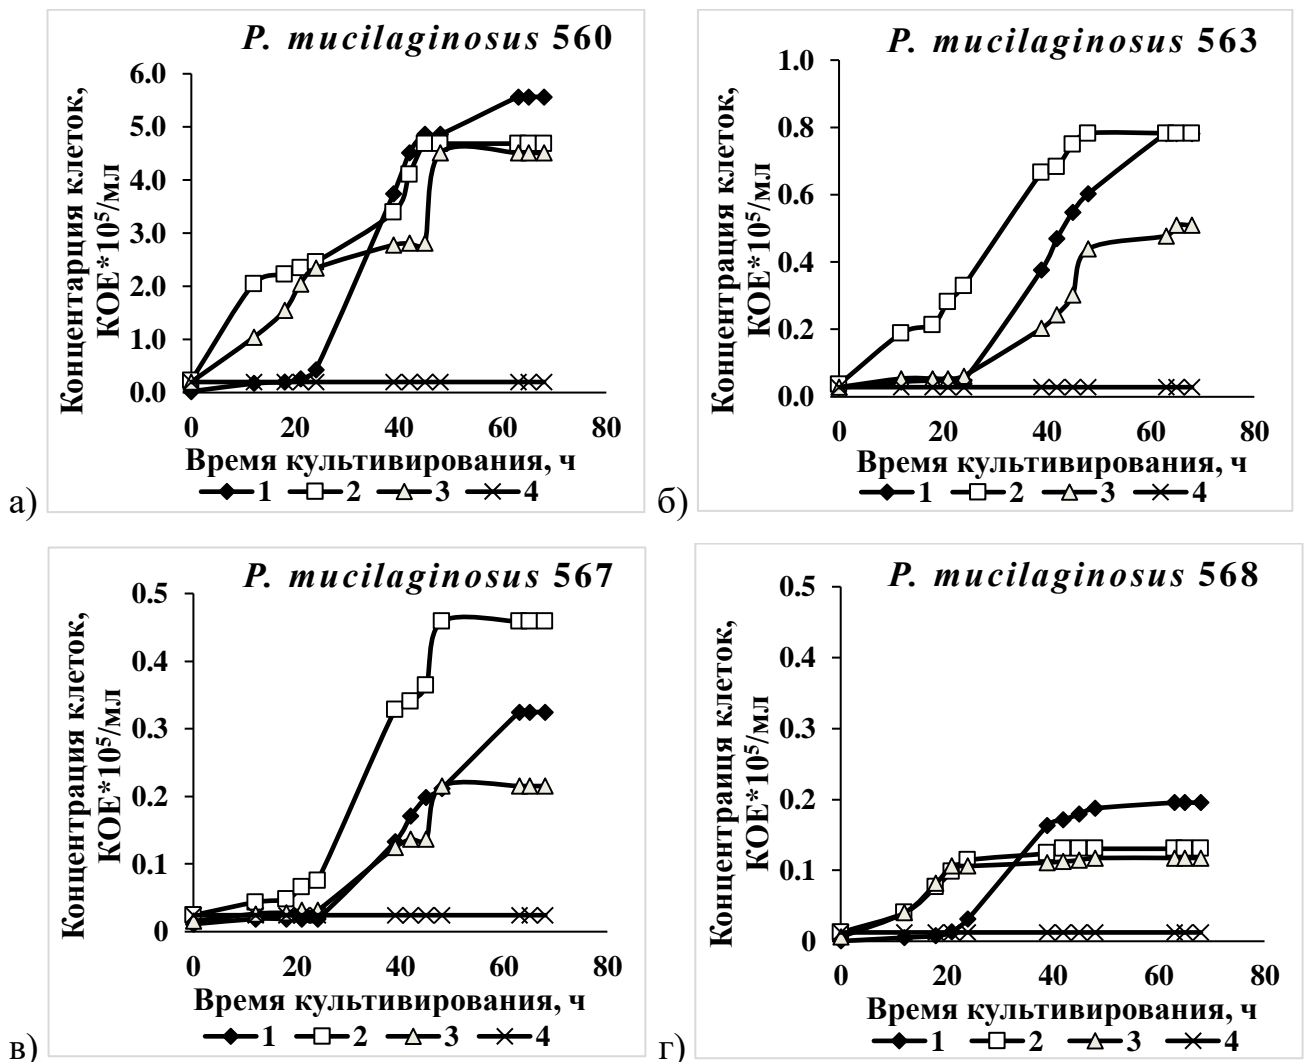 P. mucilaginosus 560
Концентарция клеток,
КОЕ*10⁵/мл
6.0
5.0
4.0
3.0
2.0
1.0
0.0
0 20 40 60 80
Время культивирования, ч
1 2 3 4
а)
P. mucilaginosus 563
Концентрация клеток,
КОЕ*10⁵/мл
1.0
0.8
0.6
0.4
0.2
0.0
0 20 40 60 80
Время культивирования, ч
1 2 3 4
б)
P. mucilaginosus 567
Концентрация клеток,
КОЕ*10⁵/мл
0.5
0.4
0.3
0.2
0.1
0
0 20 40 60 80
Время культивирования, ч
1 2 3 4
в)
P. mucilaginosus 568
Концентраиця клеток,
КОЕ*10⁵/мл
0.5
0.4
0.3
0.2
0.1
0
0 20 40 60 80
Время культивирования, ч
1 2 3 4
г)